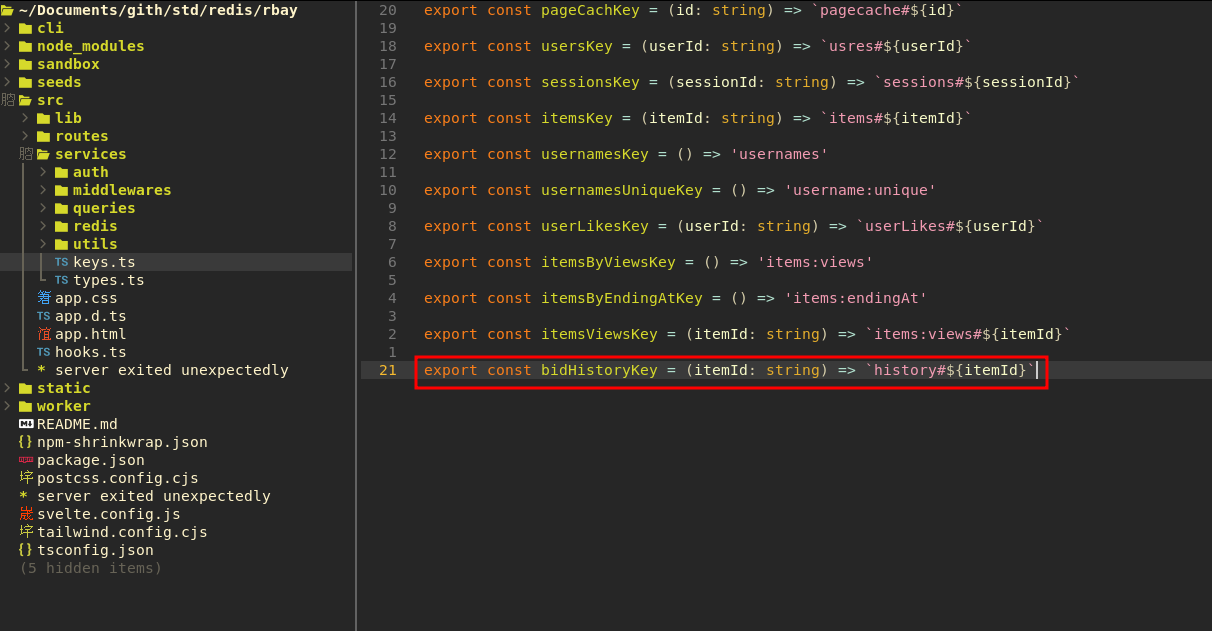 ~/Documents/gith/std/redis/rbay
cli
node_modules
sandbox
seeds
src
lib
routes
services
auth
middlewares
queries
redis
utils
TS keys.ts
TS types.ts
app.css
TS app.d.ts
app.html
TS hooks.ts
* server exited unexpectedly
static
worker
README.md
{} npm-shrinkwrap.json
package.json
postcss.config.cjs
* server exited unexpectedly
svelte.config.js
tailwind.config.cjs
{} tsconfig.json
(5 hidden items)
20 export const pageCachKey = (id: string) => `pagecache#${id}`
19
18 export const usersKey = (userId: string) => `usres#${userId}`
17
16 export const sessionsKey = (sessionId: string) => `sessions#${sessionId}`
15
14 export const itemsKey = (itemId: string) => `items#${itemId}`
13
12 export const usernamesKey = () => 'usernames'
11
10 export const usernamesUniqueKey = () => 'username:unique'
9
8 export const userLikesKey = (userId: string) => `userLikes#${userId}`
7
6 export const itemsByViewsKey = () => 'items:views'
5
4 export const itemsByEndingAtKey = () => 'items:endingAt'
3
2 export const itemsViewsKey = (itemId: string) => `items:views#${itemId}`
1
21 export const bidHistoryKey = (itemId: string) => `history#${itemId}`